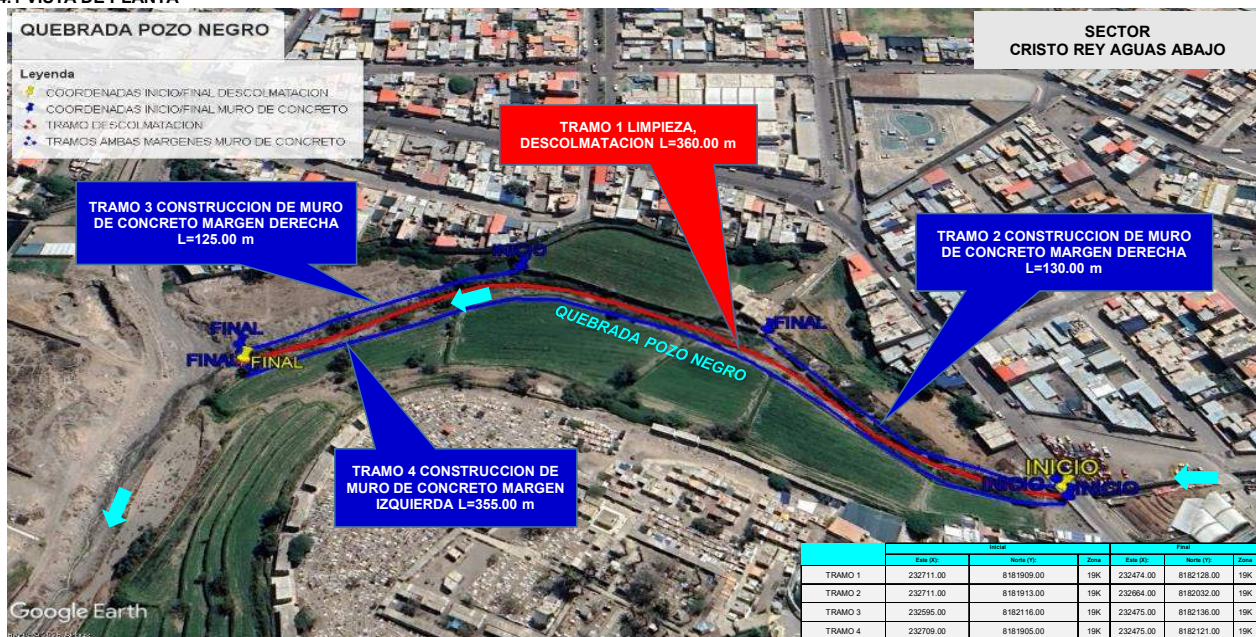 4.1 VISTA DE PLANTA
QUEBRADA POZO NEGRO
Leyenda
COORDENADAS INICIO/FINAL DESCOLMATACION
COORDENADAS INICIO/FINAL MURO DE CONCRETO
TRAMO DESCOLMATACION
TRAMOS AMBAS MARGENES MURO DE CONCRETO
SECTOR
CRISTO REY AGUAS ABAJO
TRAMO 1 LIMPIEZA,
DESCOLMATACION L=360.00 m
TRAMO 3 CONSTRUCCION DE MURO
DE CONCRETO MARGEN DERECHA
L=125.00 m
TRAMO 2 CONSTRUCCION DE MURO
DE CONCRETO MARGEN DERECHA
L=130.00 m
INICIO
FINAL
FINAL
FINAL
FINAL
QUEBRADA POZO NEGRO
TRAMO 4 CONSTRUCCION DE
MURO DE CONCRETO MARGEN
IZQUIERDA L=355.00 m
INICIO
INICIO
INICIO
Inicial Final
Este (X): Norte (Y): Zona Este (X): Norte (Y): Zona
TRAMO 1 232711.00 8181909.00 19K 232474.00 8182128.00 19K
TRAMO 2 232711.00 8181913.00 19K 232664.00 8182032.00 19K
TRAMO 3 232595.00 8182116.00 19K 232475.00 8182136.00 19K
TRAMO 4 232709.00 8181905.00 19K 232475.00 8182121.00 19K
Google Earth